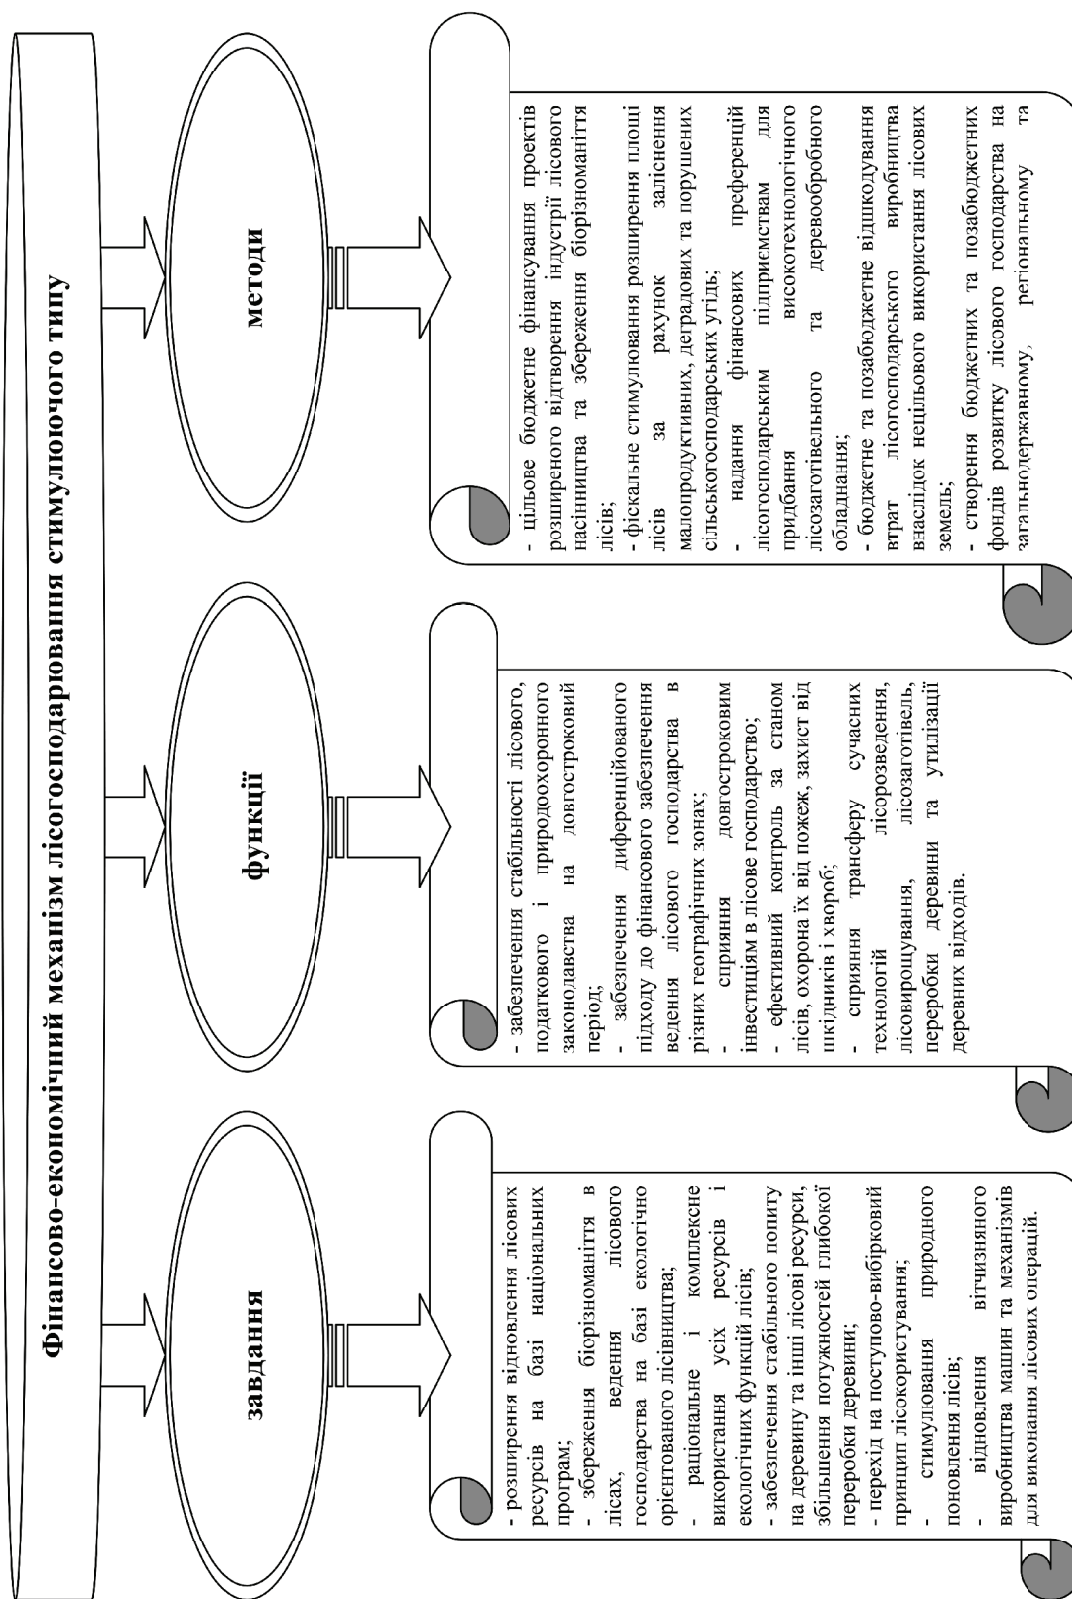 Фінансово-економічний механізм лісогосподарювання стимулюючого типу
завдання
функції
методи
- розширення відновлення лісових
ресурсів на базі національних
програм;
- збереження біорізноманіття в
лісах, ведення лісового
господарства на базі екологічно
орієнтованого лісівництва;
- раціональне і комплексне
використання усіх ресурсів і
екологічних функцій лісів;
- забезпечення стабільного попиту
на деревину та інші лісові ресурси,
збільшення потужностей глибокої
переробки деревини;
- перехід на поступово-вибірковий
принцип лісокористування;
- стимулювання природного
поновлення лісів;
- відновлення вітчизняного
виробництва машин та механізмів
для виконання лісових операцій.
- забезпечення стабільності лісового,
податкового і природоохоронного
законодавства на довгостроковий
період;
- забезпечення диференційованого
підходу до фінансового забезпечення
ведення лісового господарства в
різних географічних зонах;
- сприяння довгостроковим
інвестиціям в лісове господарство;
- ефективний контроль за станом
лісів, охорона їх від пожеж, захист від
шкідників і хвороб;
- сприяння трансферу сучасних
технологій лісорозведення,
лісовирощування, лісозаготівель,
переробки деревини та утилізації
деревних відходів.
- цільове бюджетне фінансування проектів
розширеного відтворення індустрії лісового
насінництва та збереження біорізноманіття
лісів;
- фіскальне стимулювання розширення площі
лісів за рахунок заліснення
малопродуктивних, деградових та порушених
сільськогосподарських угідь;
- надання фінансових преференцій
лісогосподарським підприємствам для
придбання високотехнологічного
лісозаготівельного та деревообробного
обладнання;
- бюджетне та позабюджетне відшкодування
втрат лісогосподарського виробництва
внаслідок нецільового використання лісових
земель;
- створення бюджетних та позабюджетних
фондів розвитку лісового господарства на
загальнодержавному, регіональному та